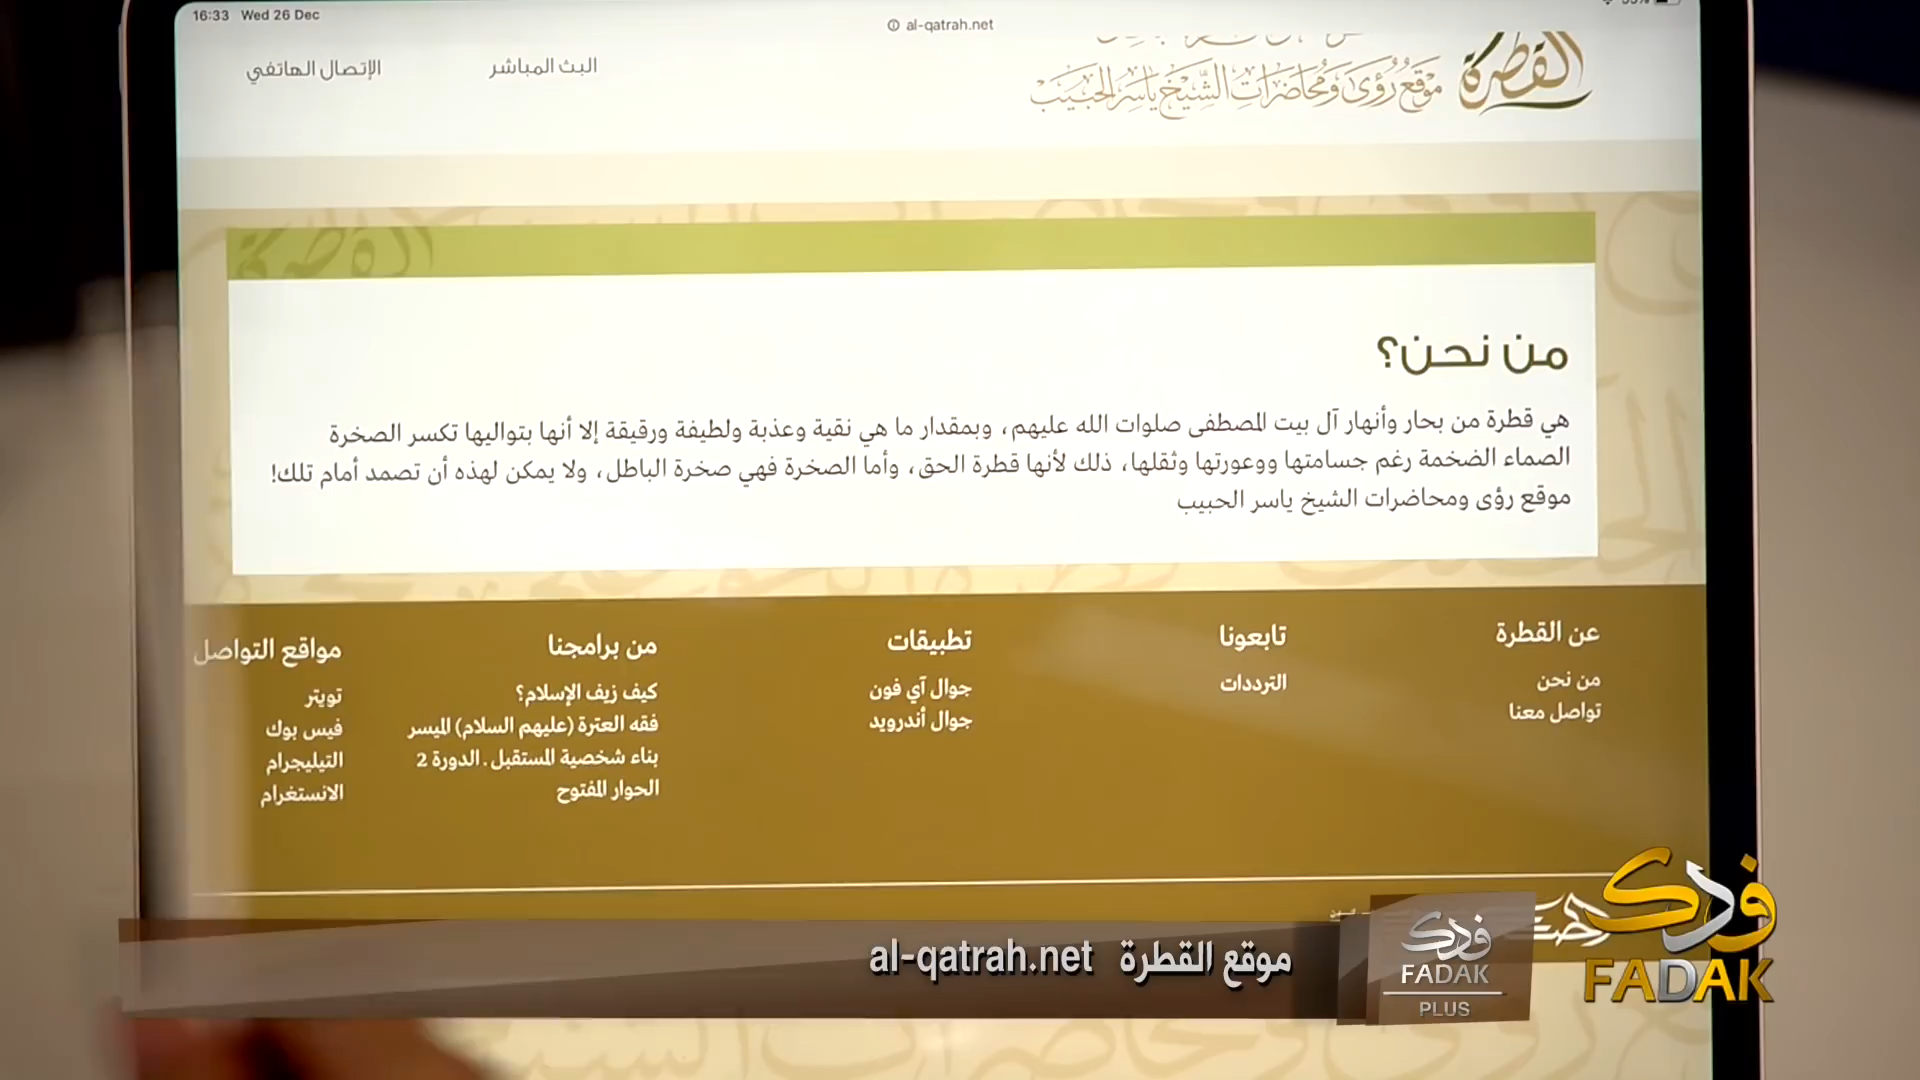 16:33 Wed 26 Dec
al-qatrah.net
القطرة
موقع رؤى ومحاضرات الشيخ ياسر الحبيب
البث المباشر
الإتصال الهاتفي
القطرة
من نحن؟
هي قطرة من بحار وأنهار آل بيت المصطفى صلوات الله عليهم، وبمقدار ما هي نقية وعذبة ولطيفة ورقيقة إلا أنها بتواليها تكسر الصخرة
الصماء الضخمة رغم جسامتها ووعورتها وثقلها، ذلك لأنها قطرة الحق، وأما الصخرة فهي صخرة الباطل، ولا يمكن لهذه أن تصمد أمام تلك!
موقع رؤى ومحاضرات الشيخ ياسر الحبيب
عن القطرة
من نحن
تواصل معنا
تابعونا
الترددات
تطبيقات
جوال آي فون
جوال أندرويد
من برامجنا
كيف زيف الإسلام؟
فقه العترة (عليهم السلام) الميسر
بناء شخصية المستقبل . الدورة 2
الحوار المفتوح
مواقع التواصل
تويتر
فيس بوك
التيليجرام
الانستغرام
موقع القطرة al-qatrah.net
فدك
FADAK
PLUS
فدك
FADAK